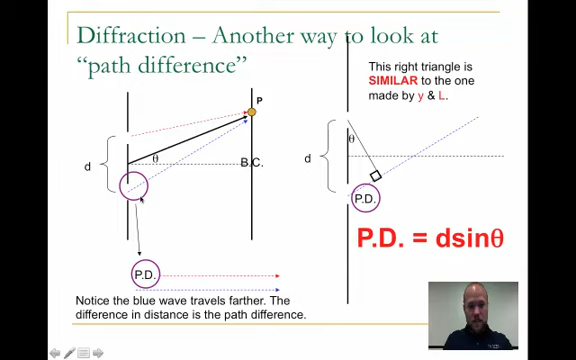 Diffraction – Another way to look at
“path difference”
This right triangle is
SIMILAR to the one
made by y & L.
P
θ
d
B.C.
θ
d
P.D.
P.D. = dsinθ
P.D.
Notice the blue wave travels farther. The
difference in distance is the path difference.